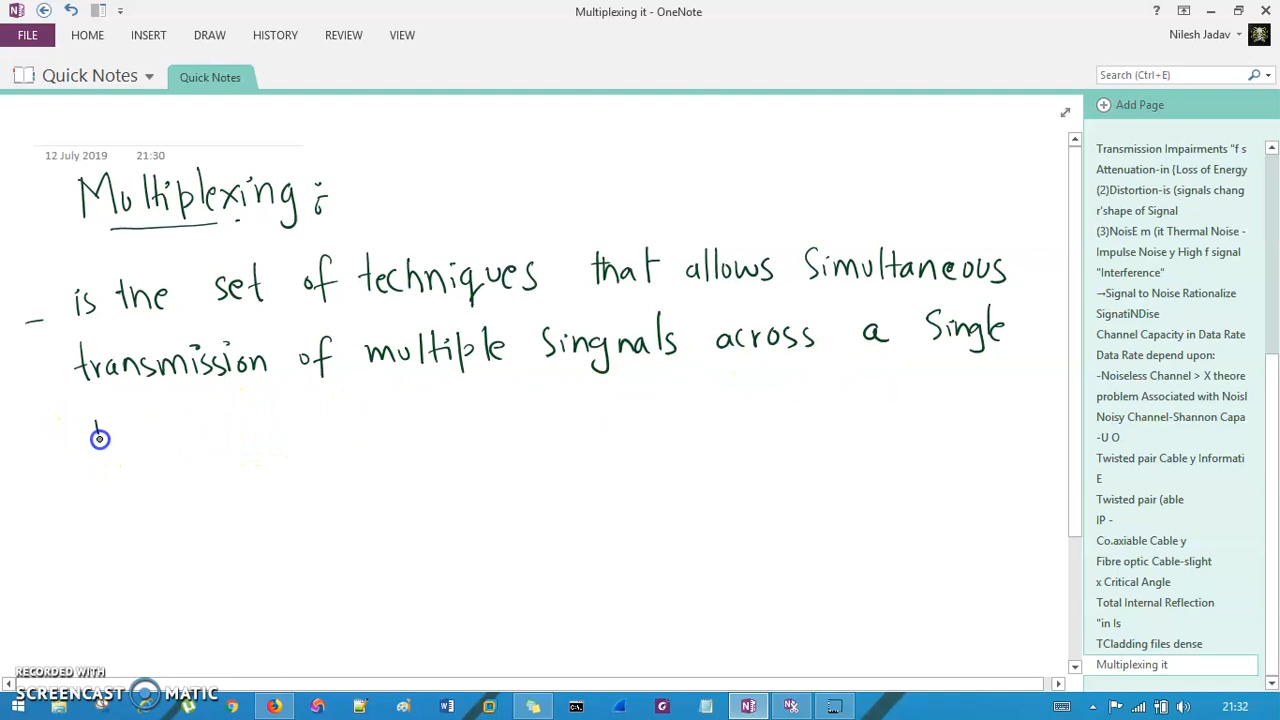 Multiplexing it - OneNote
FILE HOME INSERT DRAW HISTORY REVIEW VIEW
Nilesh Jadav
Quick Notes
Quick Notes
Search (Ctrl+E)
Add Page
12 July 2019 21:30
Multiplexing :
- is the set of techniques that allows Simultaneous
transmission of multiple singnals across a Single
Transmission Impairments "f s
Attenuation-in {Loss of Energy
(2)Distortion-is (signals chang
r'shape of Signal
(3)NoisE m (it Thermal Noise -
Impulse Noise y High f signal
"Interference"
→Signal to Noise Rationalize
SignatiNDise
Channel Capacity in Data Rate
Data Rate depend upon:
-Noiseless Channel > X theore
problem Associated with Noisl
Noisy Channel-Shannon Capa
-U O
Twisted pair Cable y Informati
E
Twisted pair (able
IP -
Co.axiable Cable y
Fibre optic Cable-slight
x Critical Angle
Total Internal Reflection
"in Is
TCladding files dense
Multiplexing it
RECORDED WITH
SCREENCAST MATIC
21:32